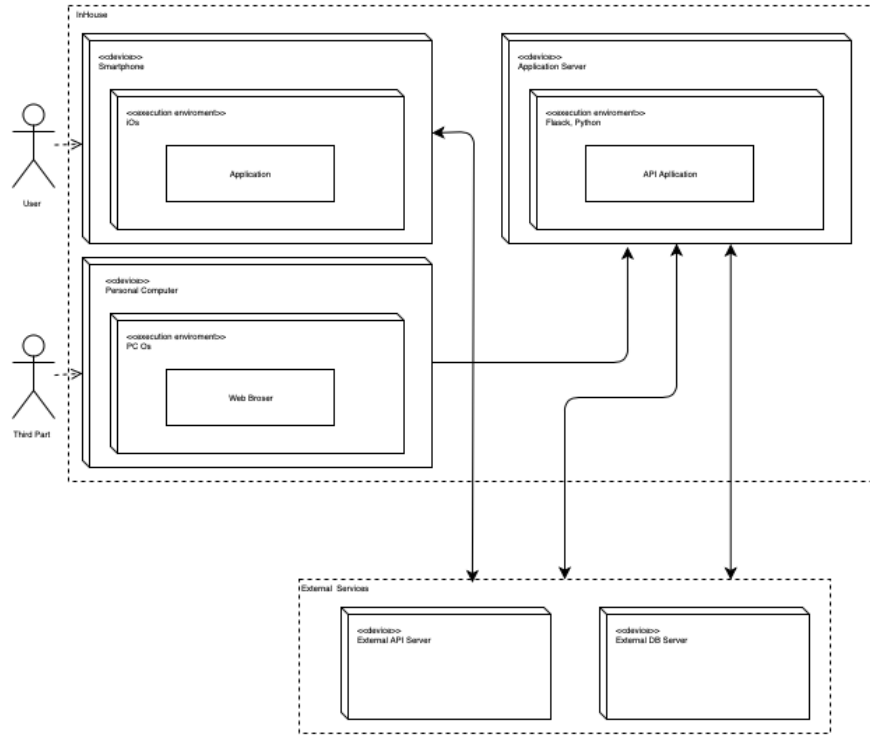 InHouse
<<device>>
Smartphone
<<execution enviroment>>
iOs
Application
User
<<device>>
Application Server
<<execution enviroment>>
Flasck, Python
API Apllication
<<device>>
Personal Computer
<<execution enviroment>>
PC Os
Web Broser
Third Part
External Services
<<device>>
External API Server
<<device>>
External DB Server